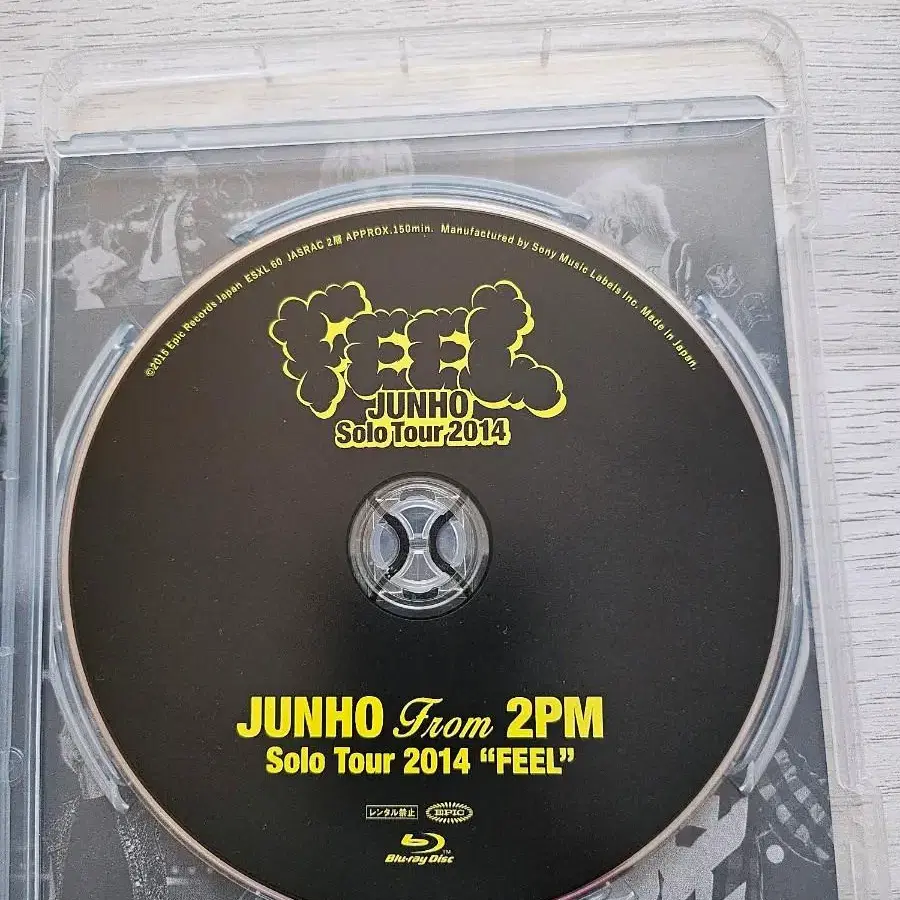 ©2015 Epic Records Japan ESXL 60 JASRAC 2層 APPROX.150min. Manufactured by Sony Music Labels Inc. Made in Japan.
FEEL
JUNHO
Solo Tour 2014
JUNHO From 2PM
Solo Tour 2014 “FEEL”
レンタル禁止 EPIC
Blu-ray Disc™